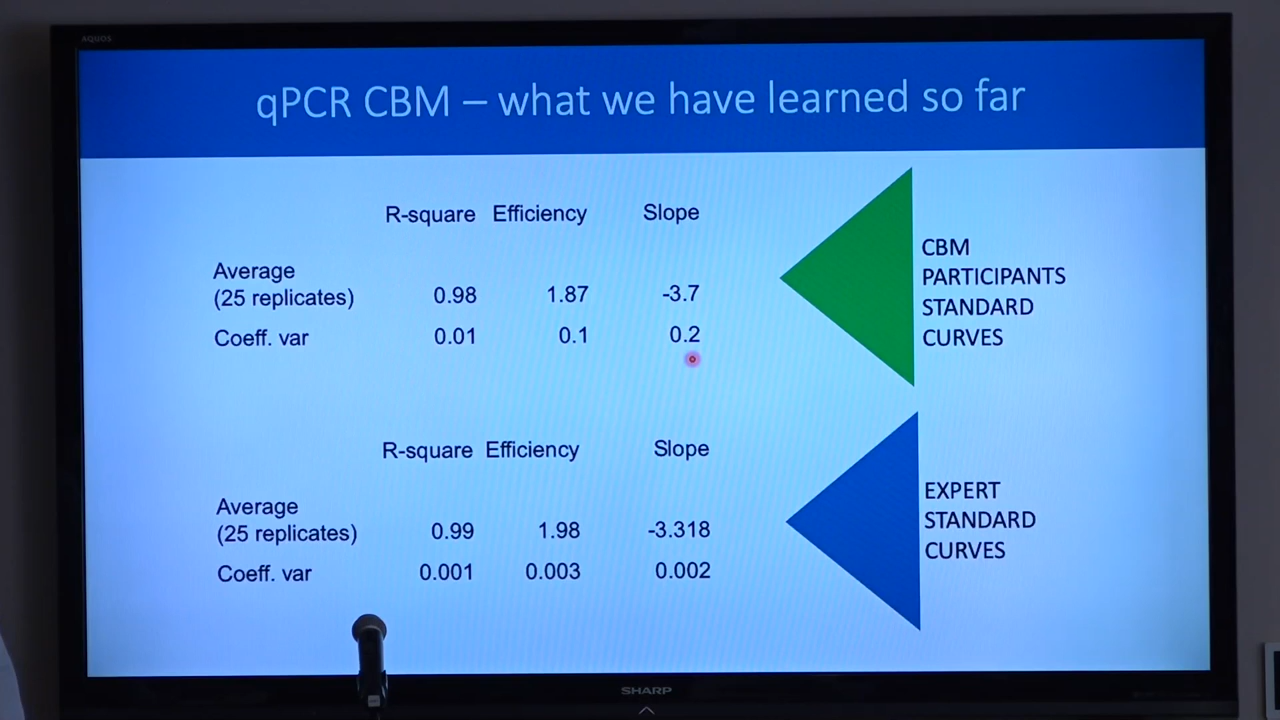 AQUOS
qPCR CBM – what we have learned so far
R-square Efficiency Slope
Average
(25 replicates) 0.98 1.87 -3.7
Coeff. var 0.01 0.1 0.2
CBM
PARTICIPANTS
STANDARD
CURVES
R-square Efficiency Slope
Average
(25 replicates) 0.99 1.98 -3.318
Coeff. var 0.001 0.003 0.002
EXPERT
STANDARD
CURVES
SHARP